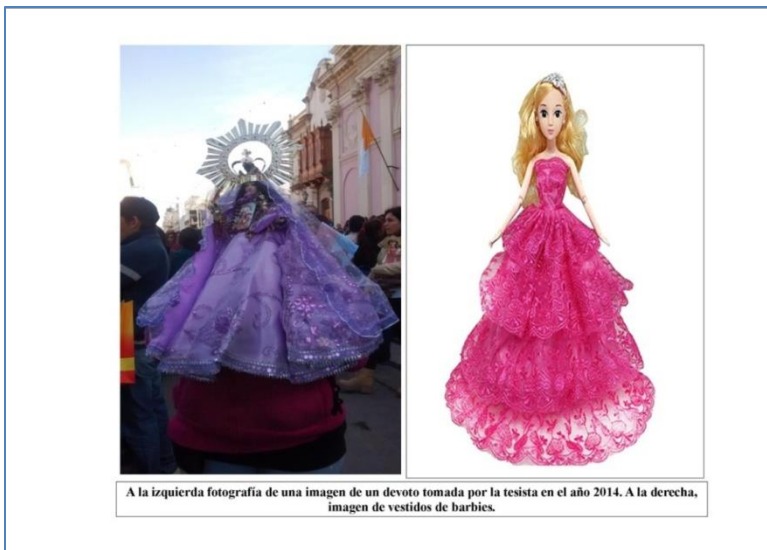 A la izquierda fotografía de una imagen de un devoto tomada por la tesista en el año 2014. A la derecha,
imagen de vestidos de barbies.